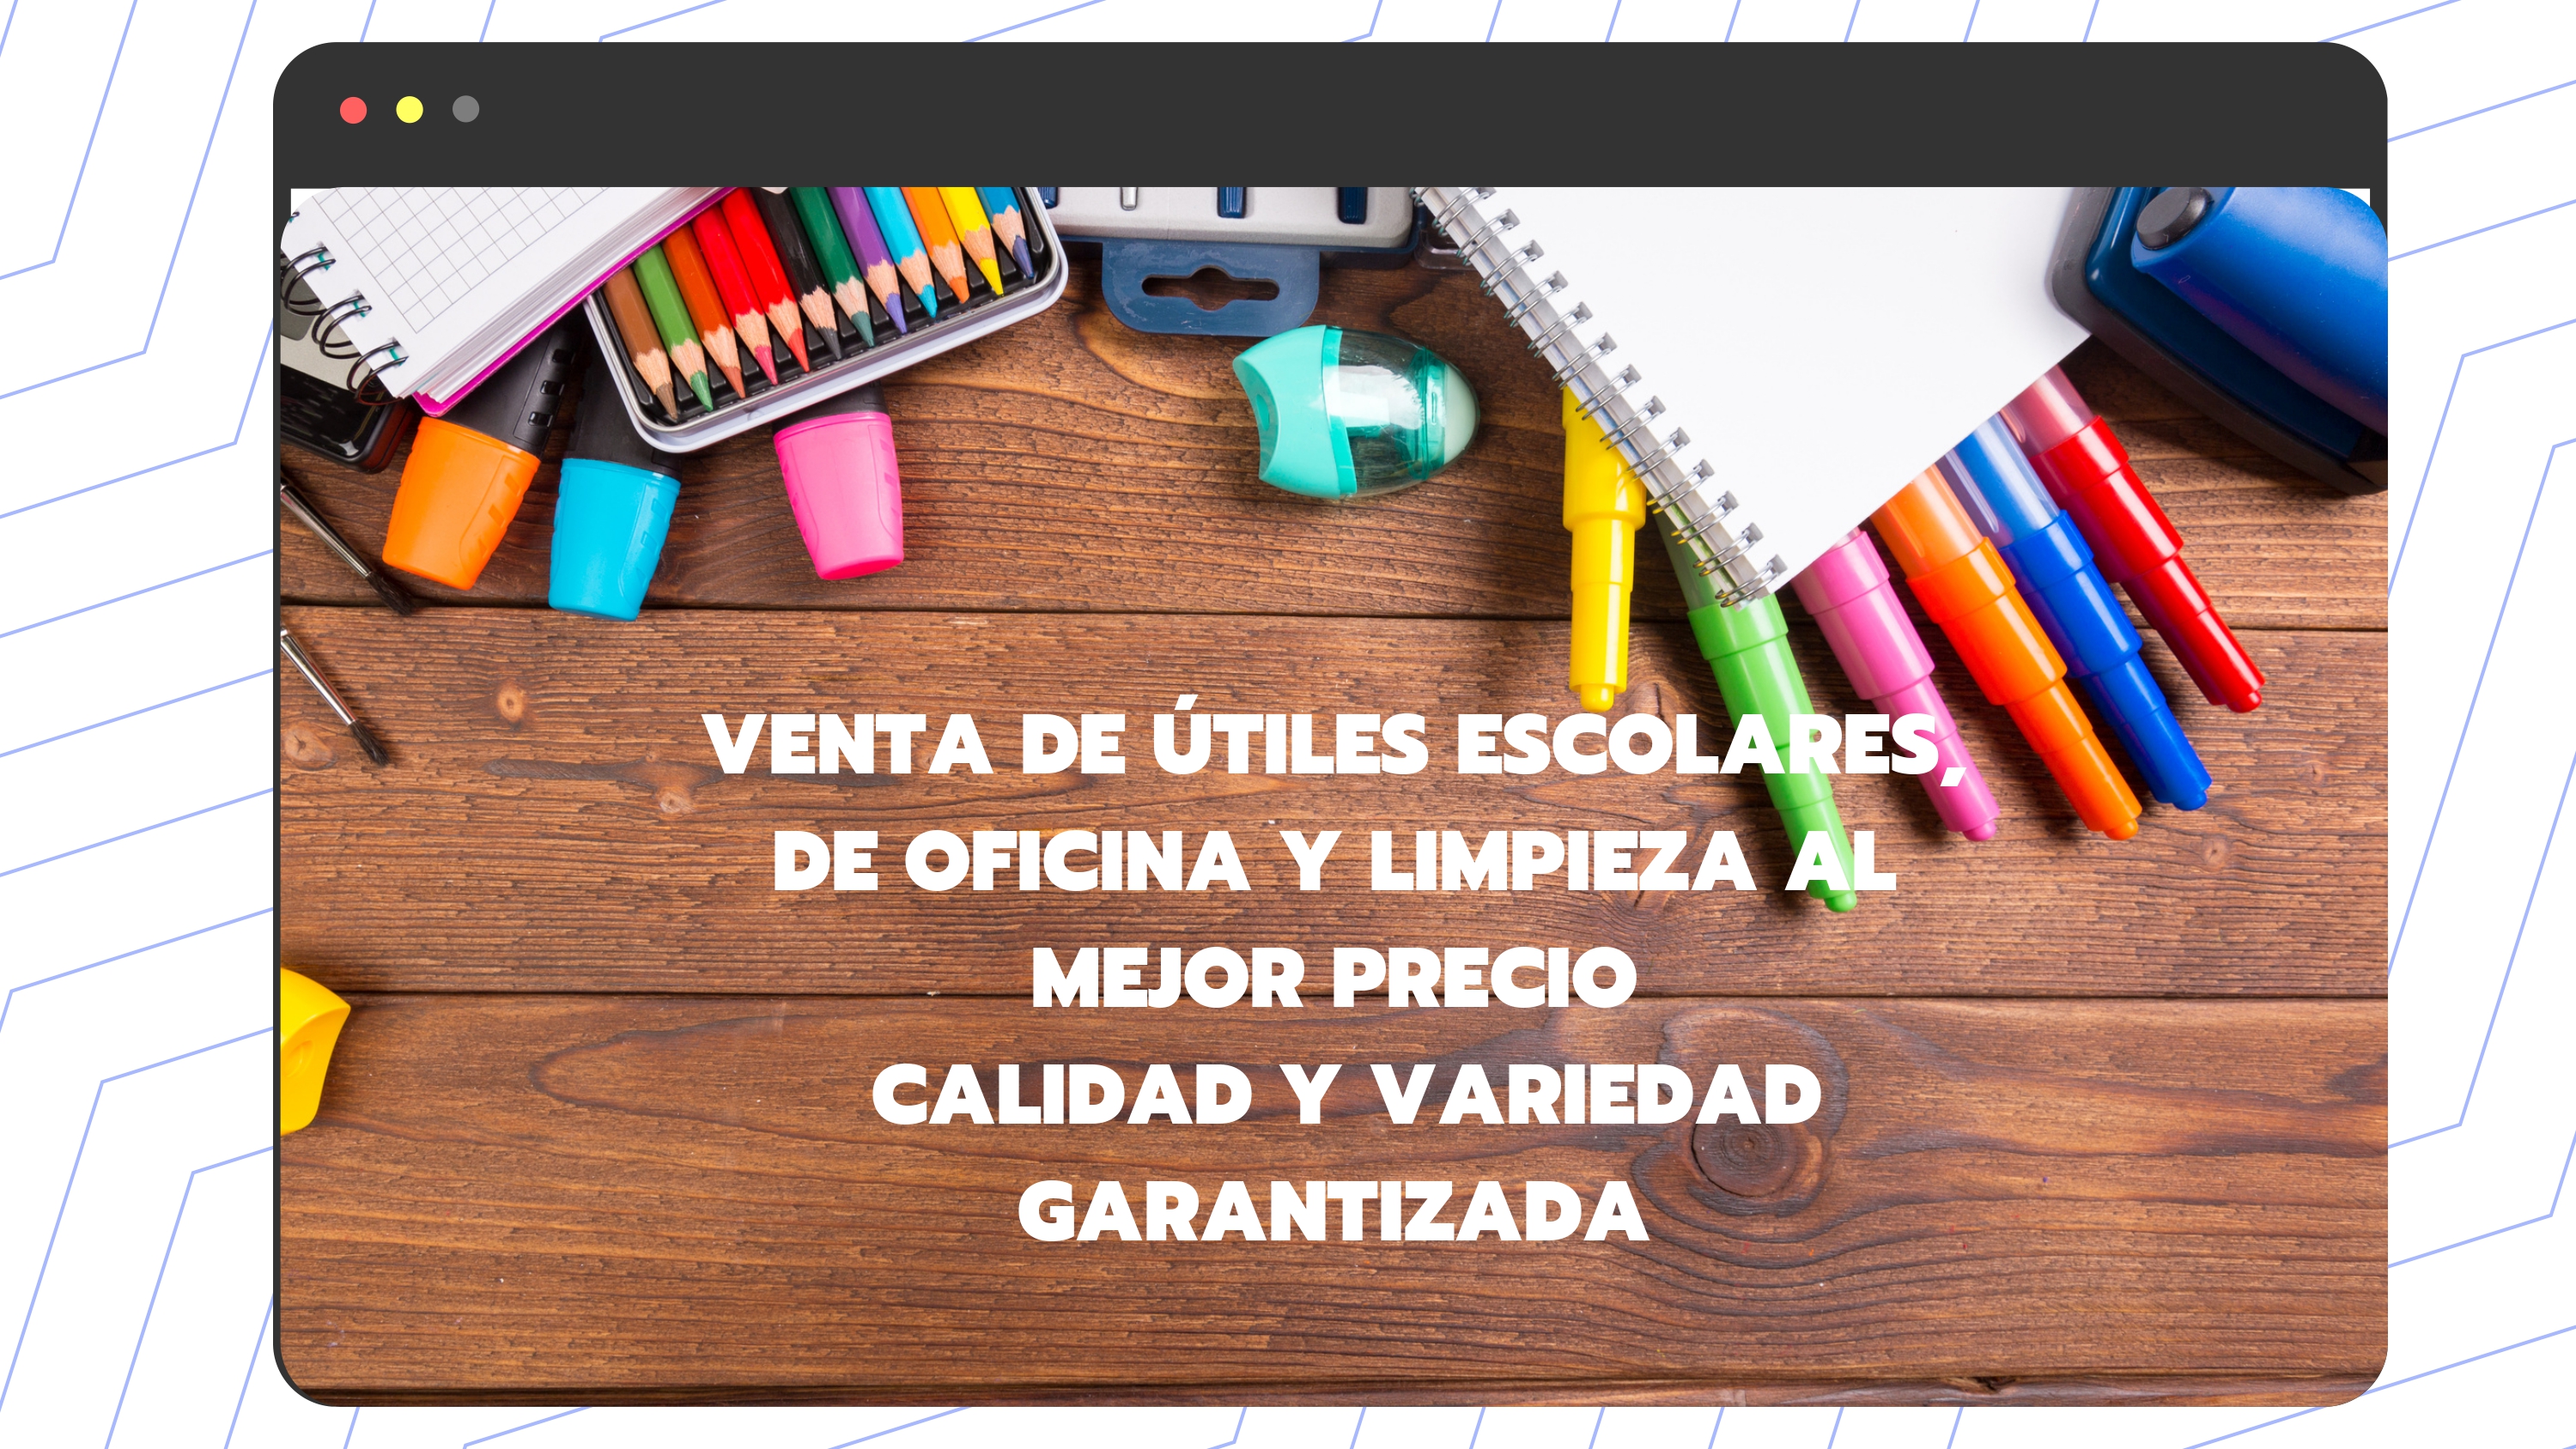 VENTA DE ÚTILES ESCOLARES,
DE OFICINA Y LIMPIEZA AL
MEJOR PRECIO
CALIDAD Y VARIEDAD
GARANTIZADA